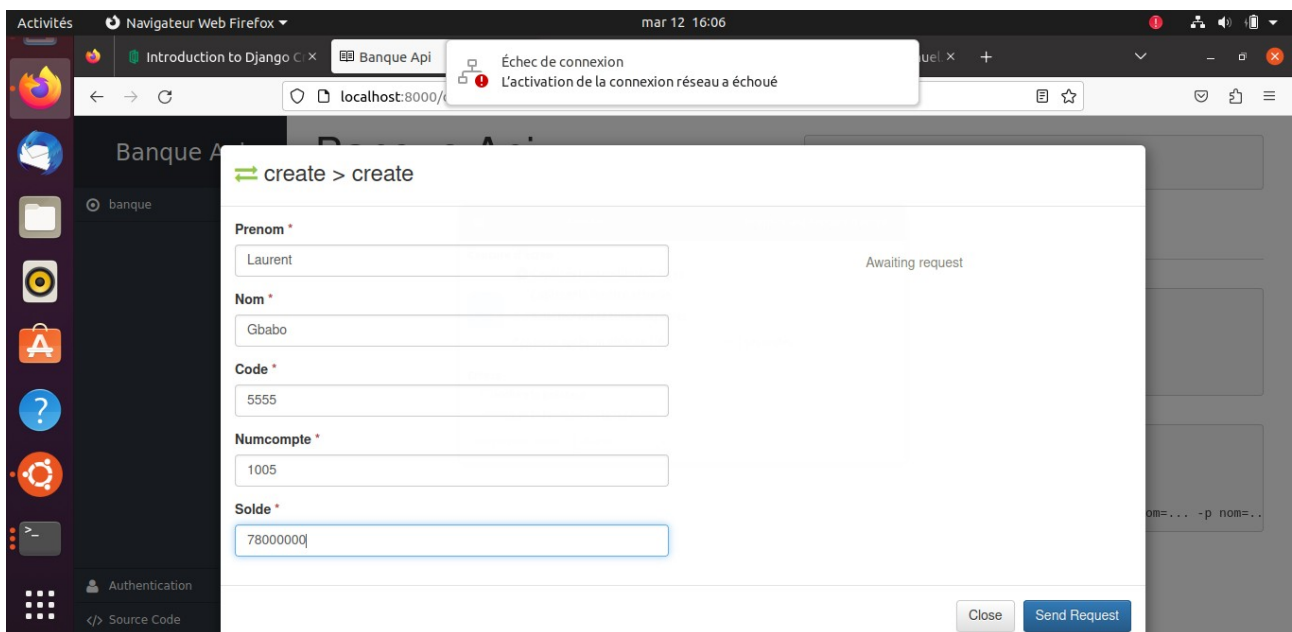 Activités Navigateur Web Firefox mar 12 16:06
Introduction to Django C Banque Api uel
Échec de connexion
L'activation de la connexion réseau a échoué
localhost:8000/
Banque A
create > create
banque
Prenom *
Laurent
Awaiting request
Nom *
Gbabo
Code *
5555
Numcompte *
1005
Solde *
om=... -p nom=..
78000000
Authentication
Close Send Request
</> Source Code